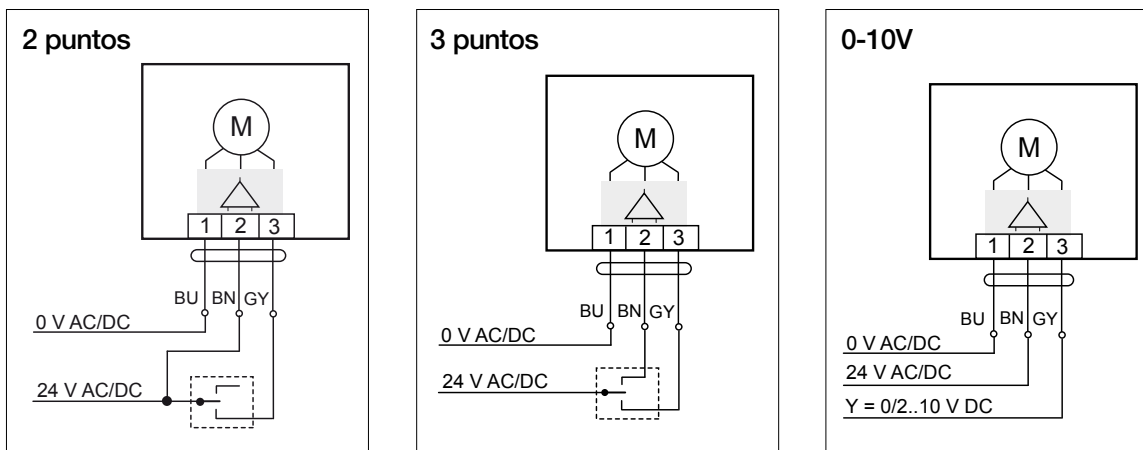 2 puntos
M
1 2 3
BU BN GY
0 V AC/DC
24 V AC/DC
3 puntos
M
1 2 3
BU BN GY
0 V AC/DC
24 V AC/DC
0-10V
M
1 2 3
BU BN GY
0 V AC/DC
24 V AC/DC
Y = 0/2..10 V DC